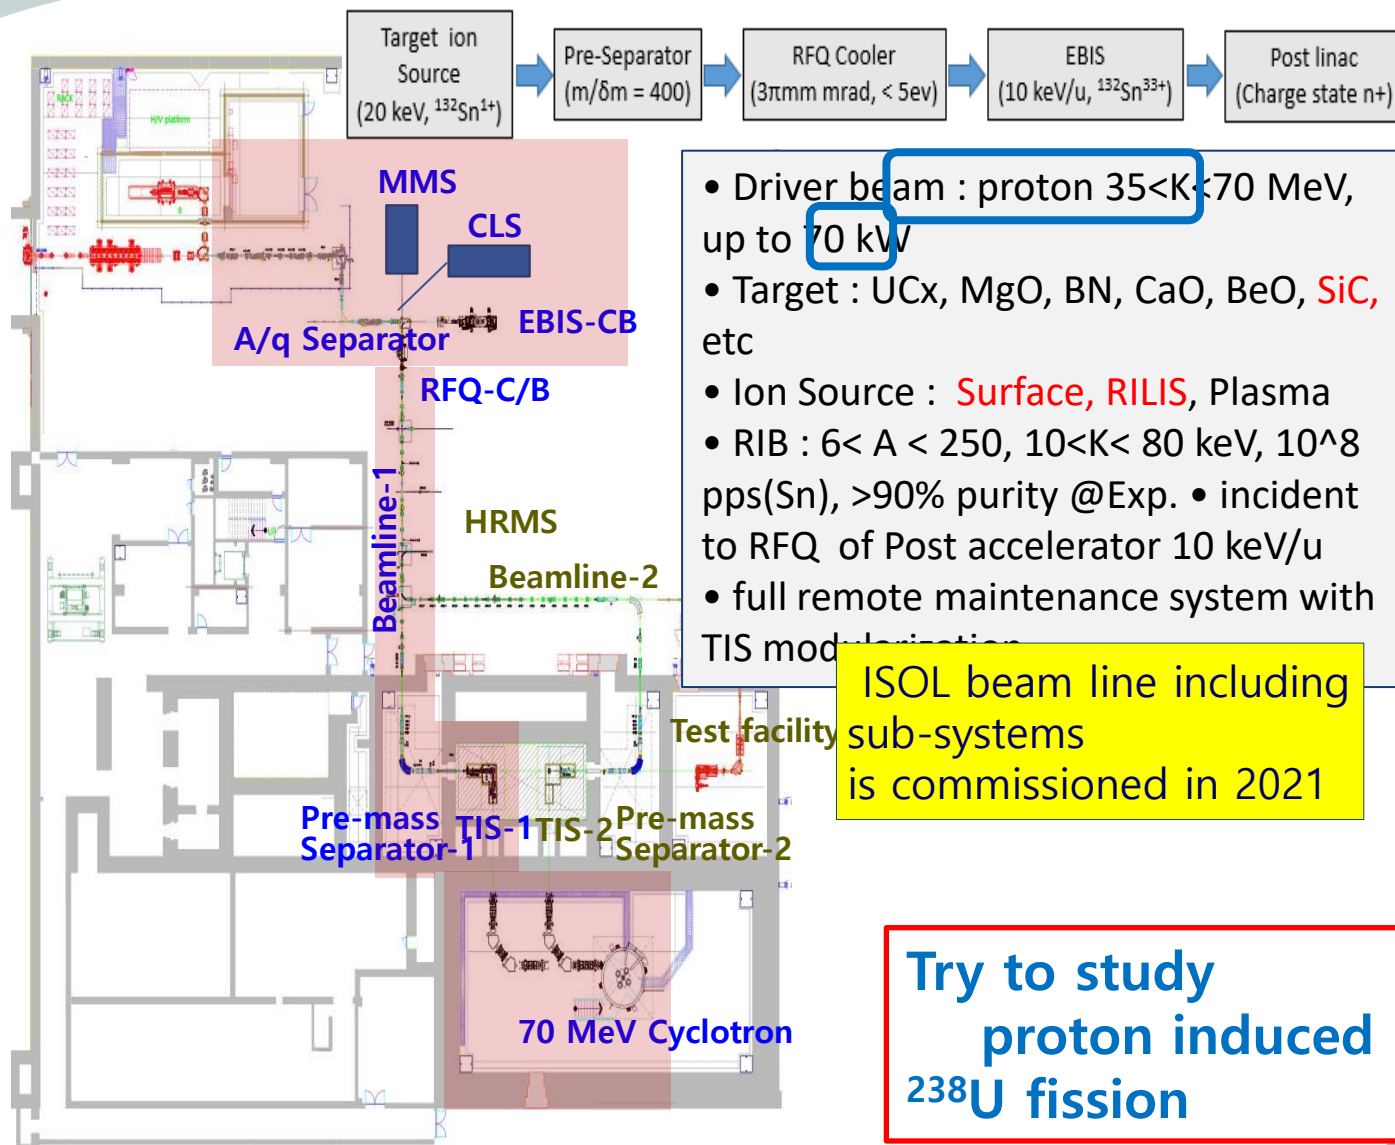 Target ion
Source
(20 keV, ¹³²Sn¹⁺)
Pre-Separator
(m/δm = 400)
RFQ Cooler
(3πmm mrad, < 5ev)
EBIS
(10 keV/u, ¹³²Sn³³⁺)
Post linac
(Charge state n+)
RACK
H/V platform
MMS
CLS
EBIS-CB
A/q Separator
RFQ-C/B
Beamline-1
HRMS
Beamline-2
Test facility
Pre-mass
Separator-1
TIS-1
TIS-2
Pre-mass
Separator-2
70 MeV Cyclotron
• Driver beam : proton 35<K<70 MeV,
up to 70 kW
• Target : UCx, MgO, BN, CaO, BeO, SiC,
etc
• Ion Source : Surface, RILIS, Plasma
• RIB : 6< A < 250, 10<K< 80 keV, 10^8
pps(Sn), >90% purity @Exp. • incident
to RFQ of Post accelerator 10 keV/u
• full remote maintenance system with
TIS modularization
ISOL beam line including
sub-systems
is commissioned in 2021
Try to study
proton induced
²³⁸U fission